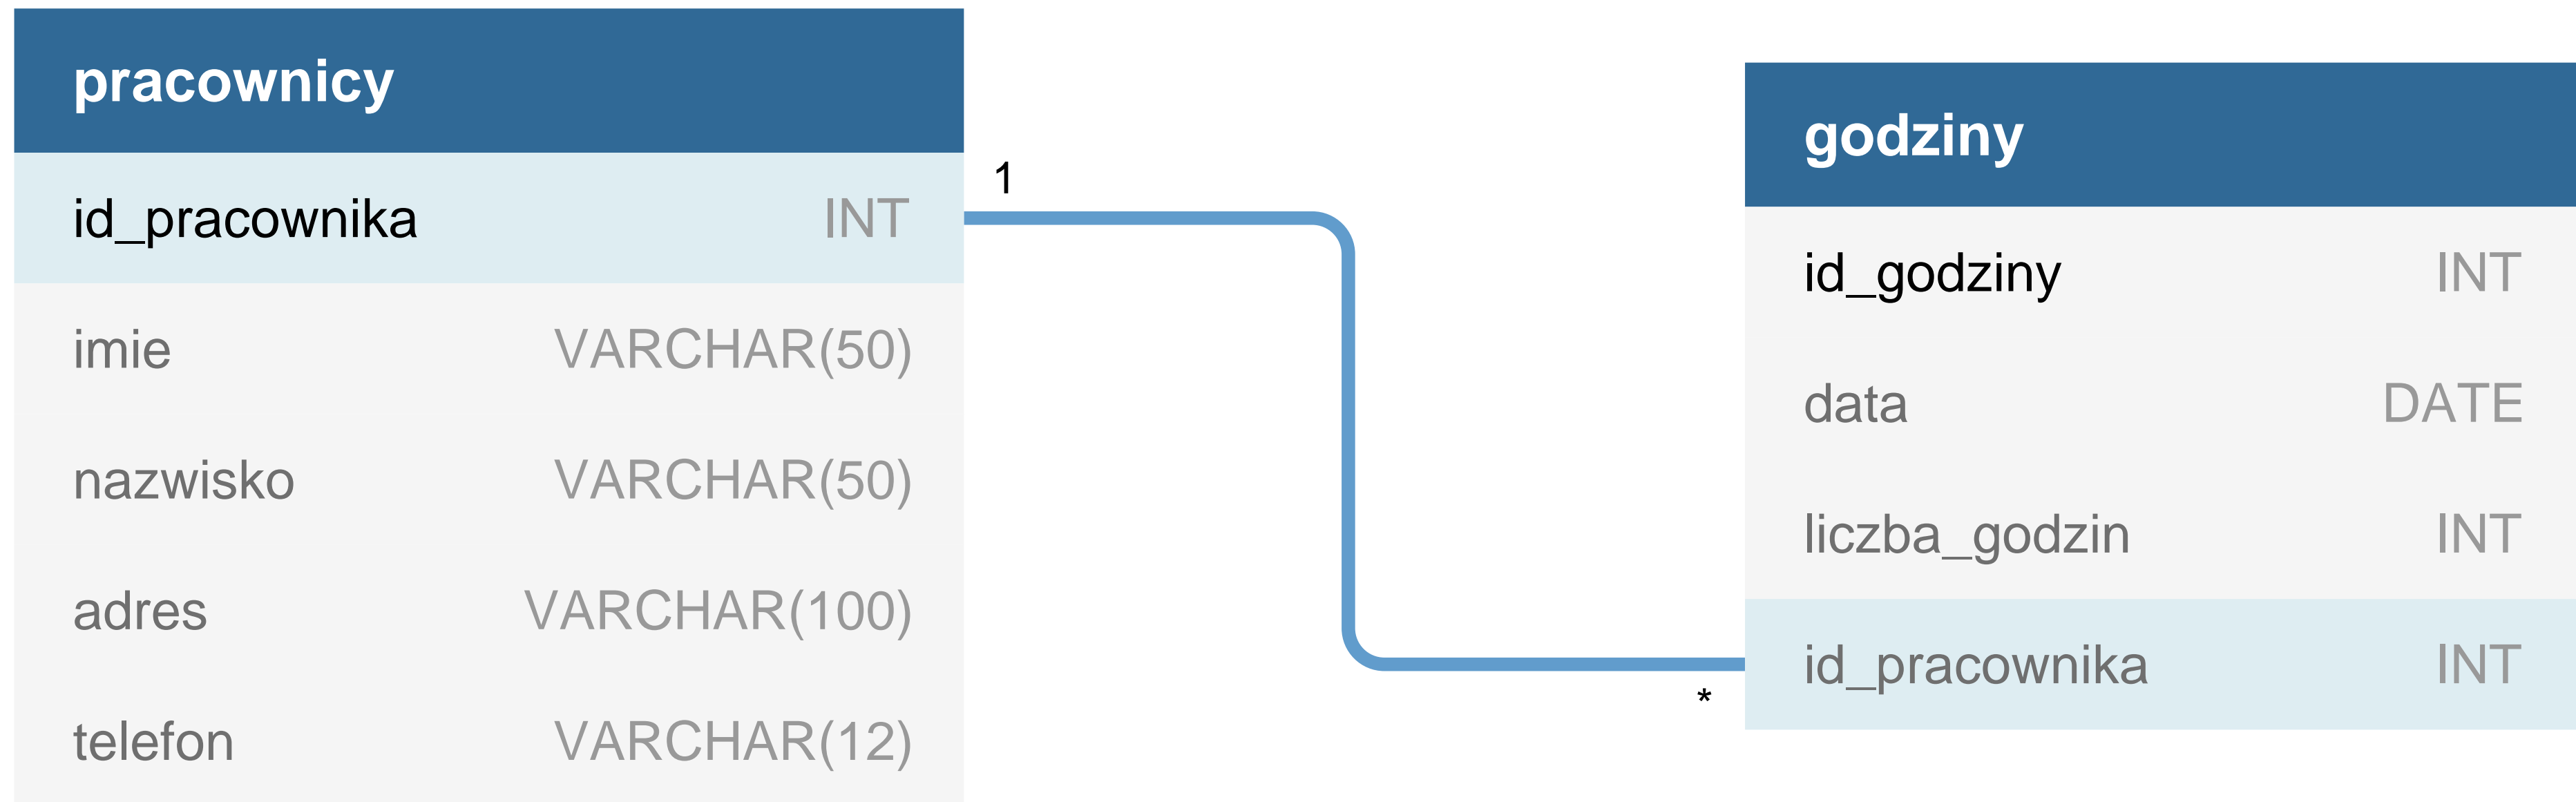 pracownicy
id_pracownika INT
imie VARCHAR(50)
nazwisko VARCHAR(50)
adres VARCHAR(100)
telefon VARCHAR(12)
1
*
godziny
id_godziny INT
data DATE
liczba_godzin INT
id_pracownika INT